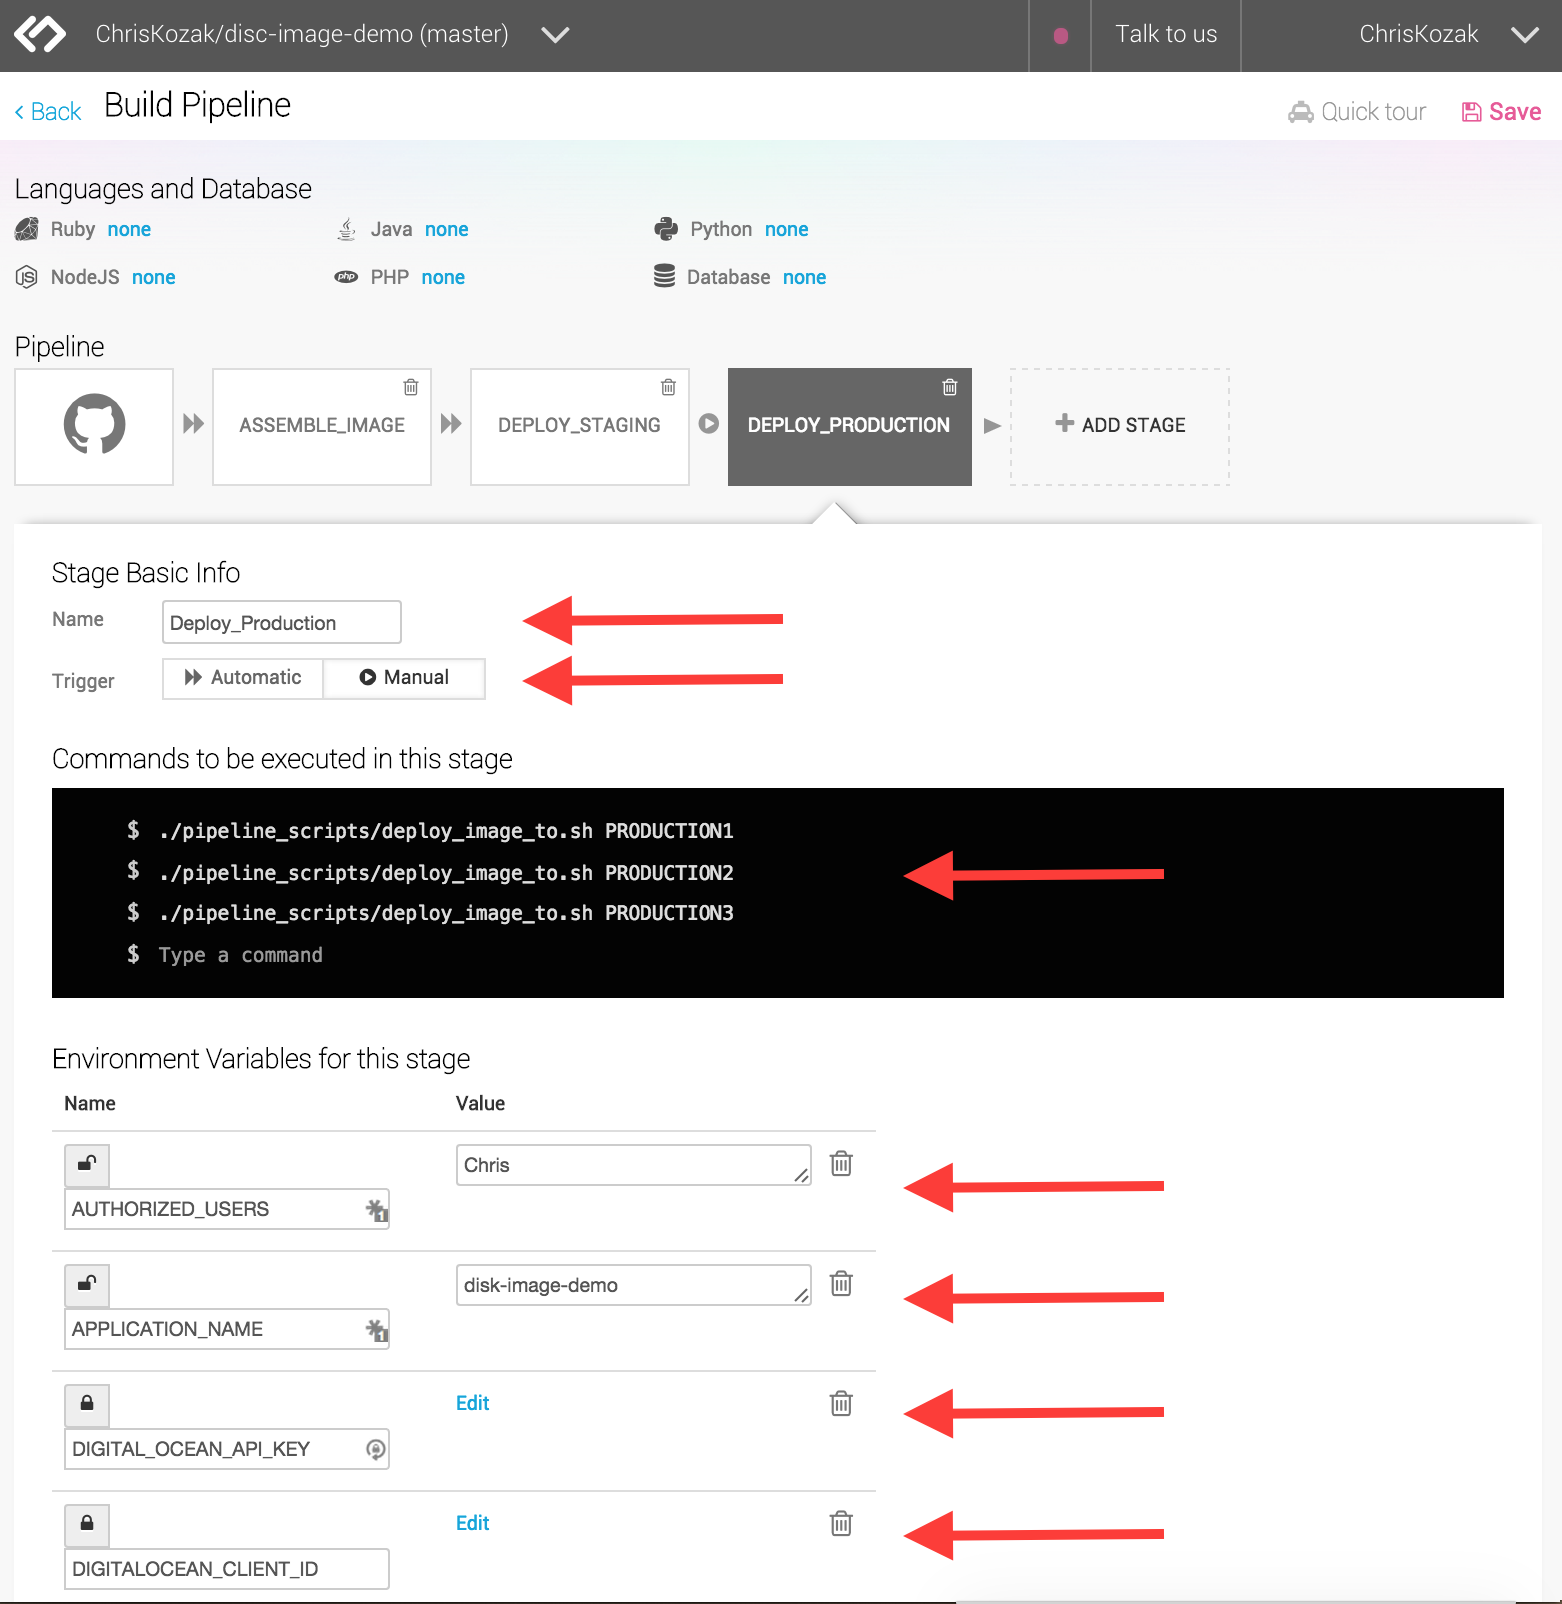 ChrisKozak/disc-image-demo (master)
Talk to us
ChrisKozak
Back
Build Pipeline
Quick tour
Save
Languages and Database
Ruby none
Java none
Python none
NodeJS none
PHP none
Database none
Pipeline
ASSEMBLE_IMAGE
DEPLOY_STAGING
DEPLOY_PRODUCTION
ADD STAGE
Stage Basic Info
Name
Deploy_Production
Trigger
Automatic
Manual
Commands to be executed in this stage
$ ./pipeline_scripts/deploy_image_to.sh PRODUCTION1
$ ./pipeline_scripts/deploy_image_to.sh PRODUCTION2
$ ./pipeline_scripts/deploy_image_to.sh PRODUCTION3
$ Type a command
Environment Variables for this stage
Name
Value
Chris
AUTHORIZED_USERS
disk-image-demo
APPLICATION_NAME
Edit
DIGITAL_OCEAN_API_KEY
Edit
DIGITALOCEAN_CLIENT_ID